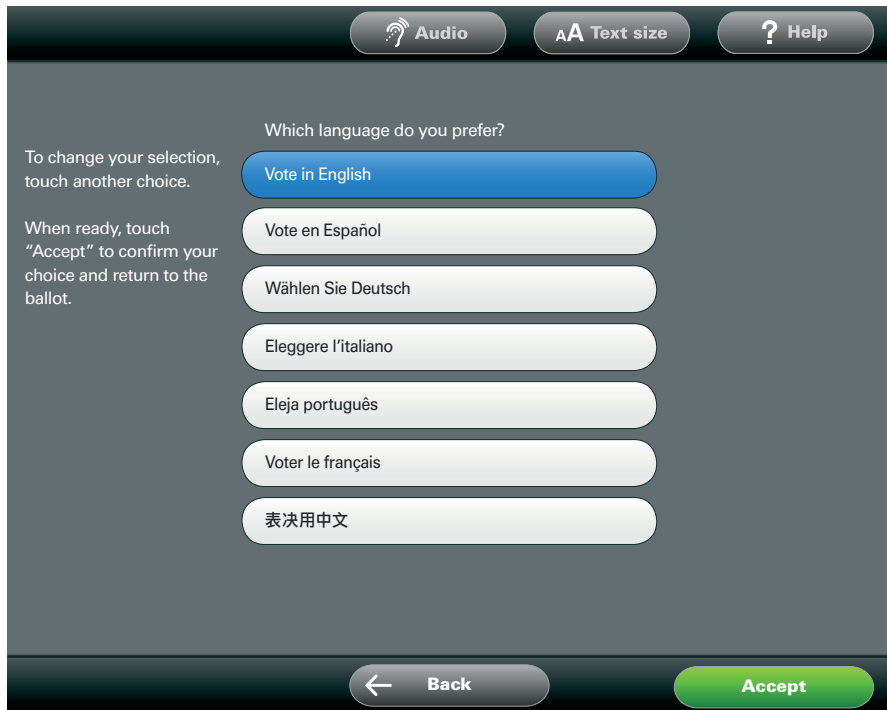 Audio
AA Text size
? Help
Which language do you prefer?
To change your selection,
touch another choice.
When ready, touch
“Accept” to confirm your
choice and return to the
ballot.
Vote in English
Vote en Español
Wählen Sie Deutsch
Eleggere l’italiano
Eleja português
Voter le français
表决用中文
Back
Accept